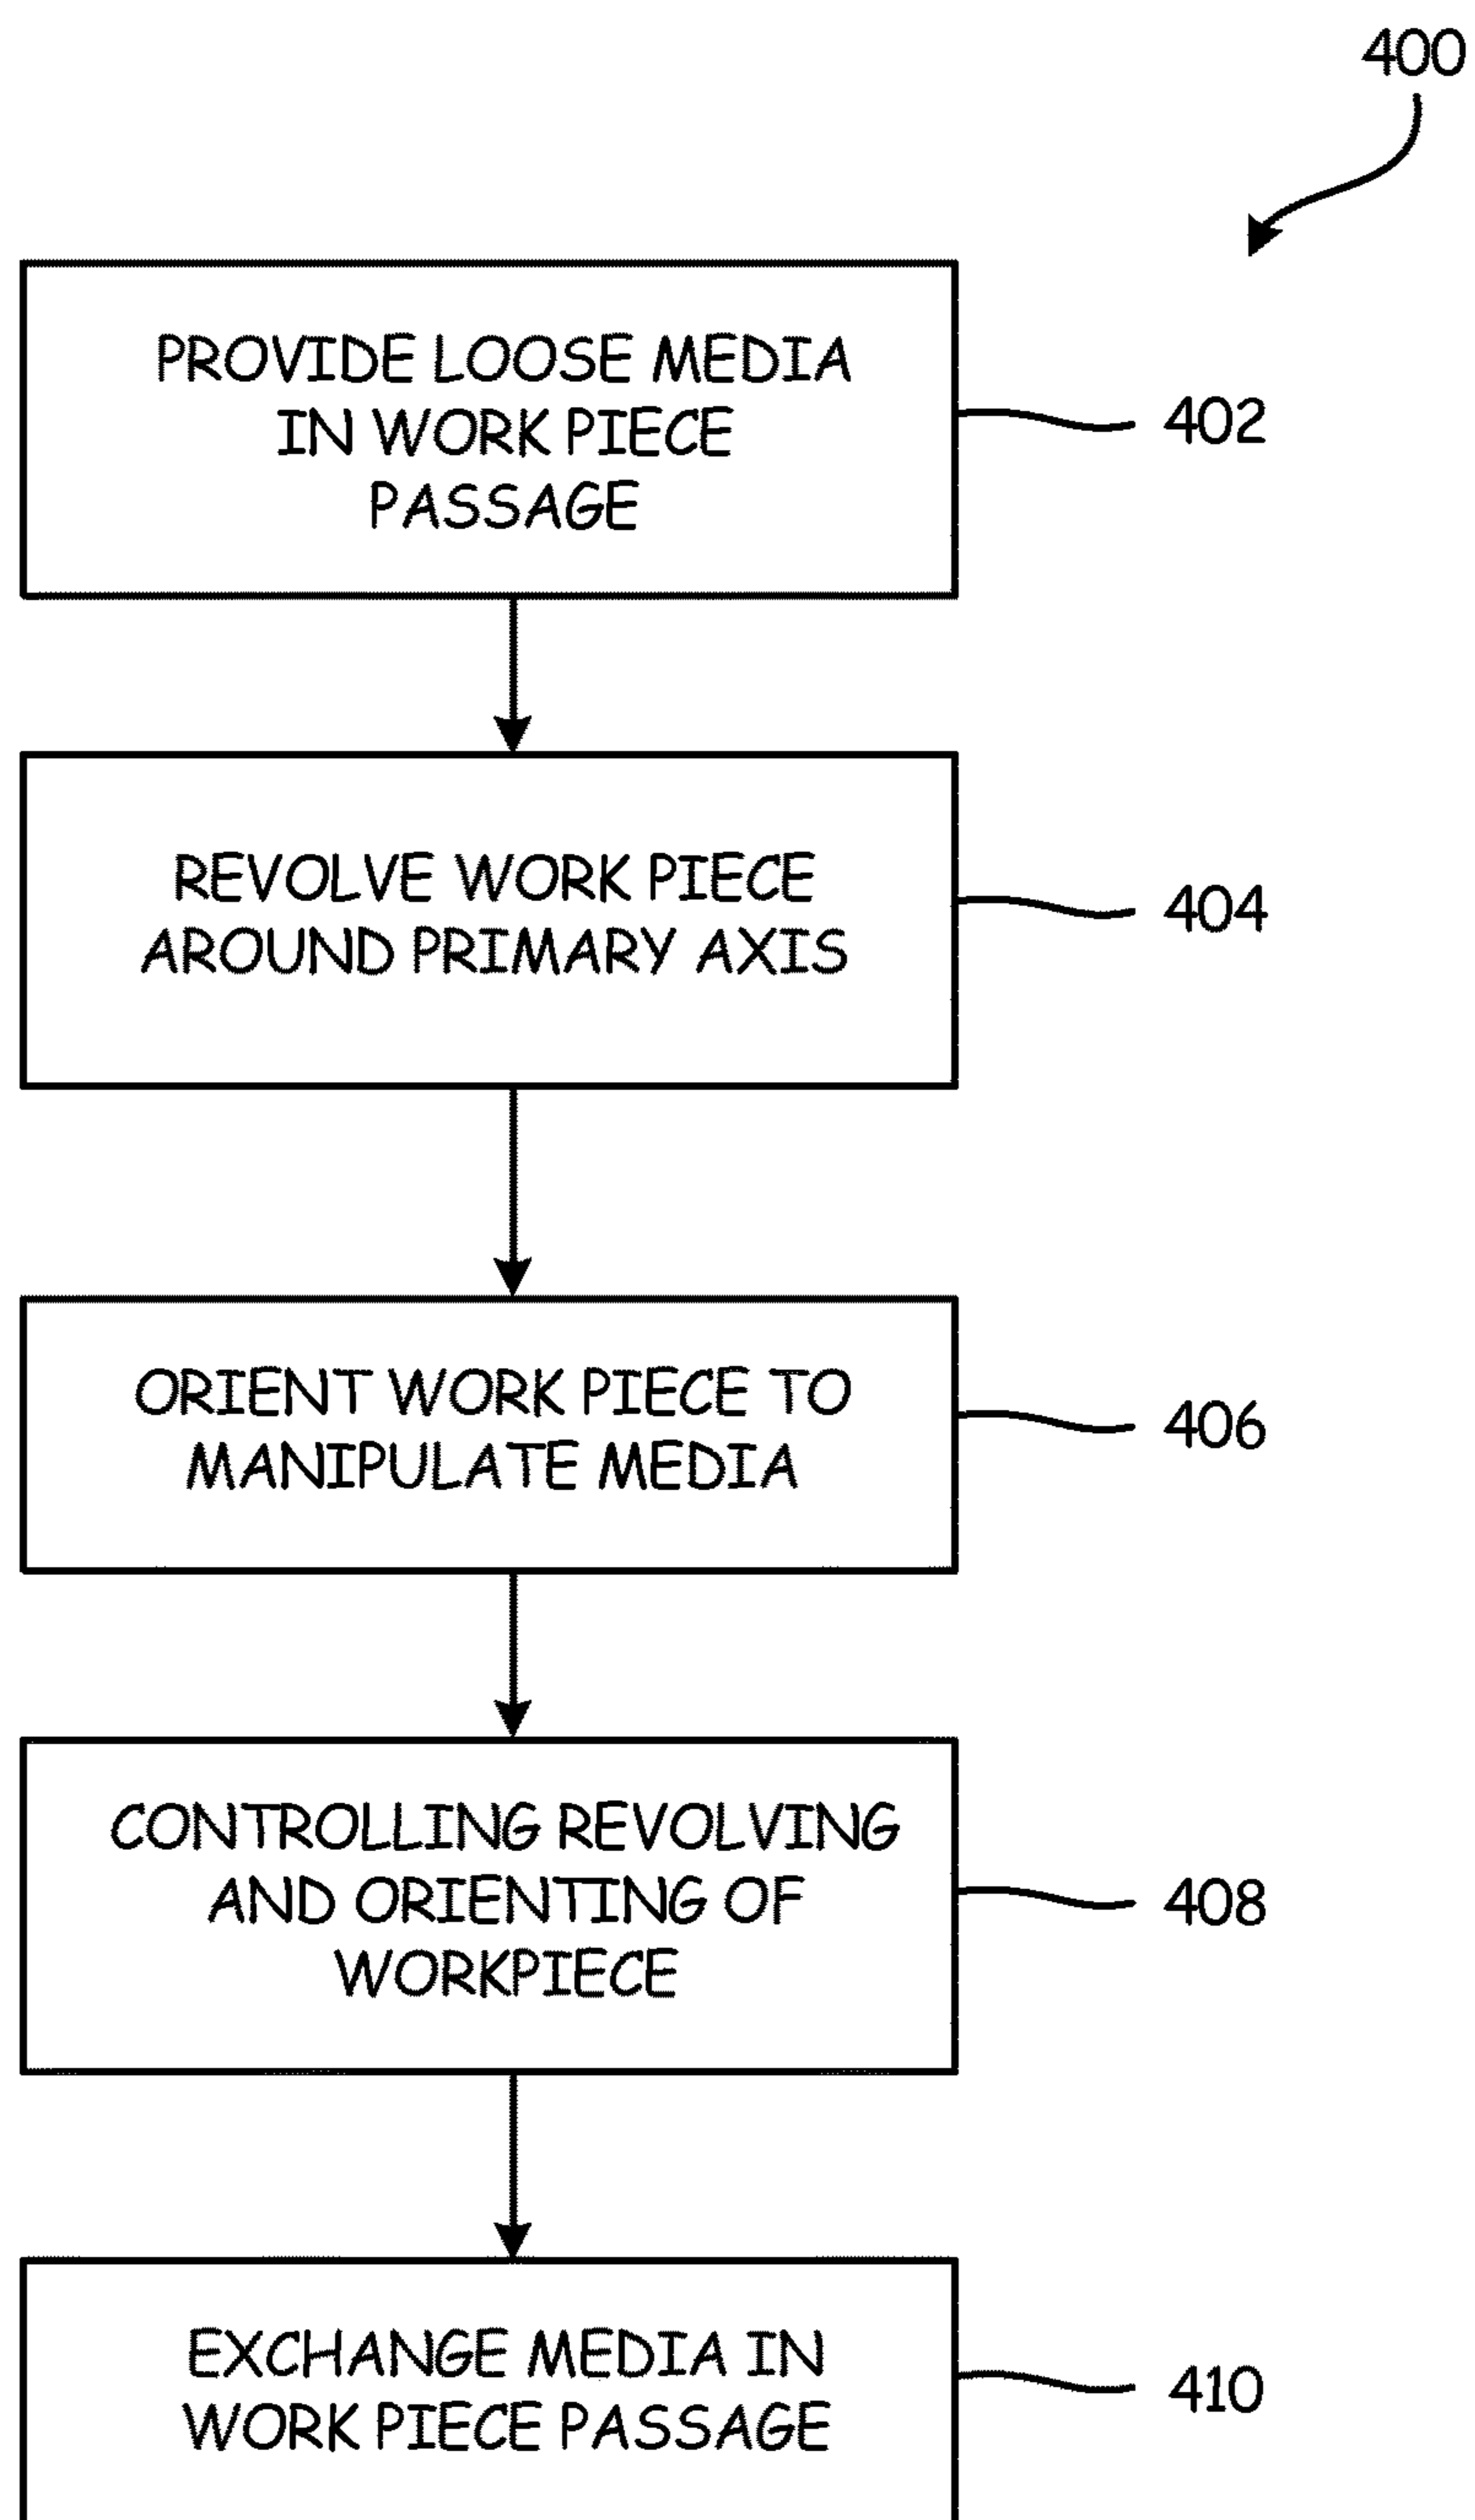 400
PROVIDE LOOSE MEDIA
IN WORK PIECE
PASSAGE
402
REVOLVE WORK PIECE
AROUND PRIMARY AXIS
404
ORIENT WORK PIECE TO
MANIPULATE MEDIA
406
CONTROLLING REVOLVING
AND ORIENTING OF
WORKPIECE
408
EXCHANGE MEDIA IN
WORK PIECE PASSAGE
410